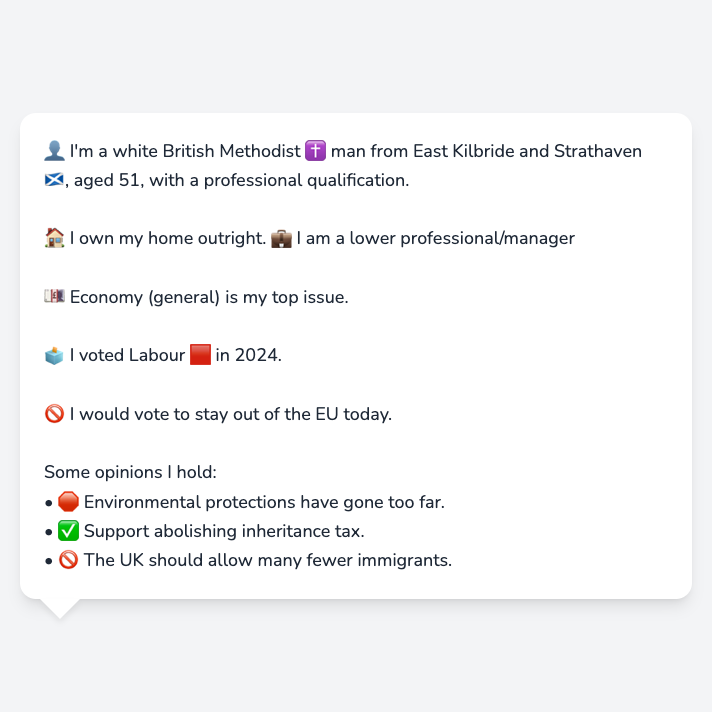 👤 I'm a white British Methodist ✝️ man from East Kilbride and Strathaven
🏴󠁧󠁢󠁳󠁣󠁴󠁿, aged 51, with a professional qualification.
🏠 I own my home outright. 💼 I am a lower professional/manager
💷 Economy (general) is my top issue.
🗳️ I voted Labour 🟥 in 2024.
🚫 I would vote to stay out of the EU today.
Some opinions I hold:
• 🛑 Environmental protections have gone too far.
• ✅ Support abolishing inheritance tax.
• 🚫 The UK should allow many fewer immigrants.